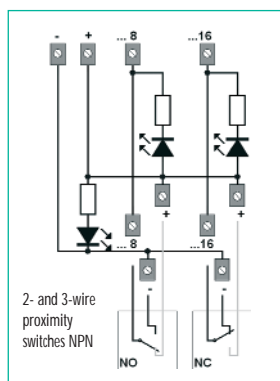 - + ... 8 ...16
+ +
... 8 ...16
- -
2- and 3-wire
proximity
switches NPN
NO NC